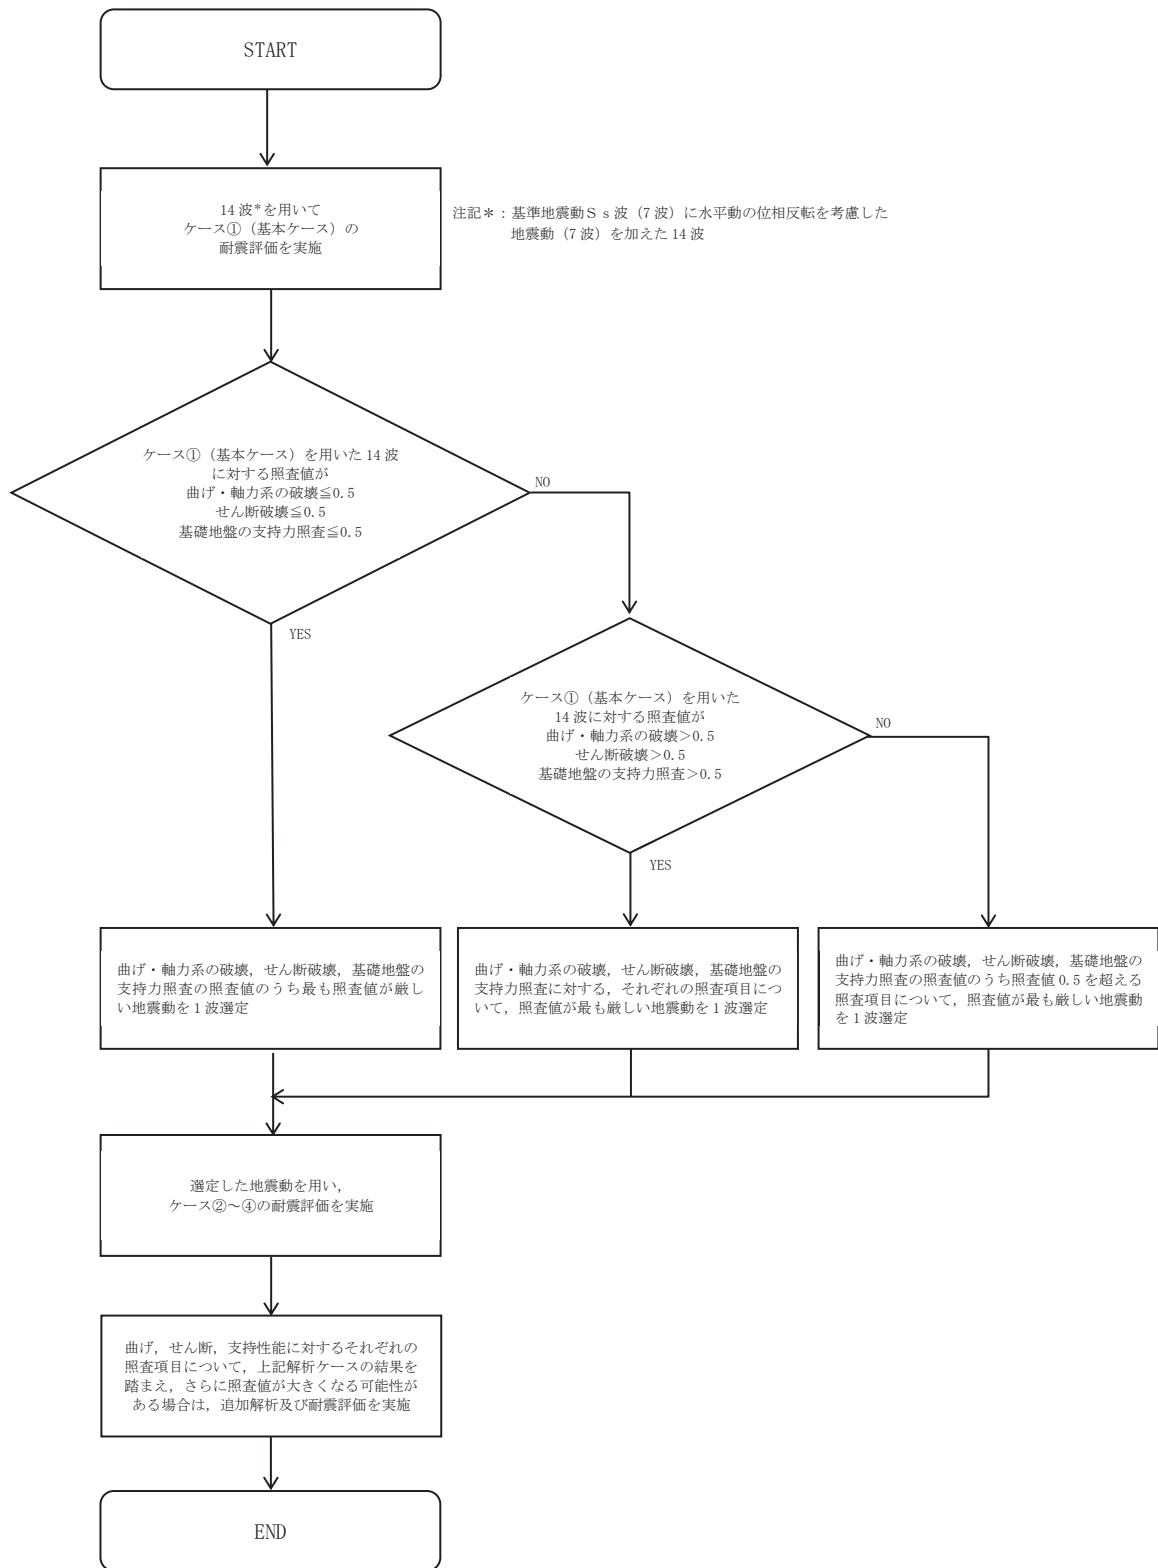 START
14波*を用いて
ケース①（基本ケース）の
耐震評価を実施
注記＊：基準地震動Ｓｓ波（7波）に水平動の位相反転を考慮した
地震動（7波）を加えた14波
ケース①（基本ケース）を用いた14波
に対する照査値が
曲げ・軸力系の破壊≦0.5
せん断破壊≦0.5
基礎地盤の支持力照査≦0.5
NO
YES
ケース①（基本ケース）を用いた
14波に対する照査値が
曲げ・軸力系の破壊＞0.5
せん断破壊＞0.5
基礎地盤の支持力照査＞0.5
NO
YES
曲げ・軸力系の破壊，せん断破壊，基礎地盤の
支持力照査の照査値のうち最も照査値が厳し
い地震動を1波選定
曲げ・軸力系の破壊，せん断破壊，基礎地盤の
支持力照査に対する，それぞれの照査項目につ
いて，照査値が最も厳しい地震動を1波選定
曲げ・軸力系の破壊，せん断破壊，基礎地盤の
支持力照査の照査値のうち照査値0.5を超える
照査項目について，照査値が最も厳しい地震動
を1波選定
選定した地震動を用い，
ケース②～④の耐震評価を実施
曲げ，せん断，支持性能に対するそれぞれの
照査項目について，上記解析ケースの結果を
踏まえ，さらに照査値が大きくなる可能性が
ある場合は，追加解析及び耐震評価を実施
END